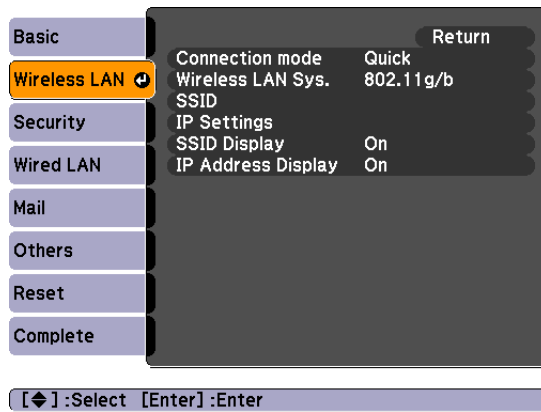 Basic
Wireless LAN
Security
Wired LAN
Mail
Others
Reset
Complete
Return
Connection mode Quick
Wireless LAN Sys. 802.11g/b
SSID
IP Settings
SSID Display On
IP Address Display On
[◆]:Select [Enter]:Enter